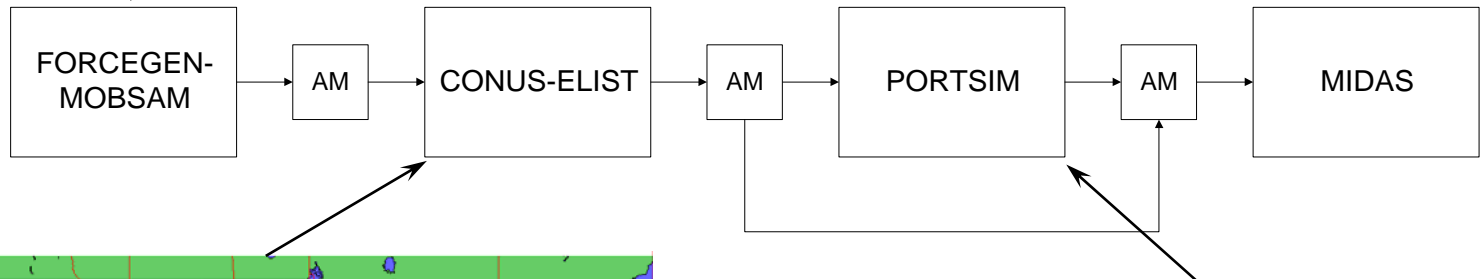 FORCEGEN-
MOBSAM
AM
CONUS-ELIST
AM
PORTSIM
AM
MIDAS